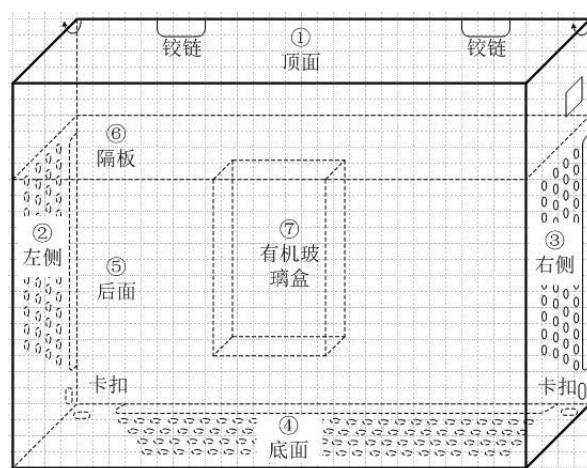 ①
铰链
顶面
铰链
⑥
隔板
②
左侧
⑦
有机玻
璃盒
③
右侧
⑤
后面
卡扣
卡扣
④
底面